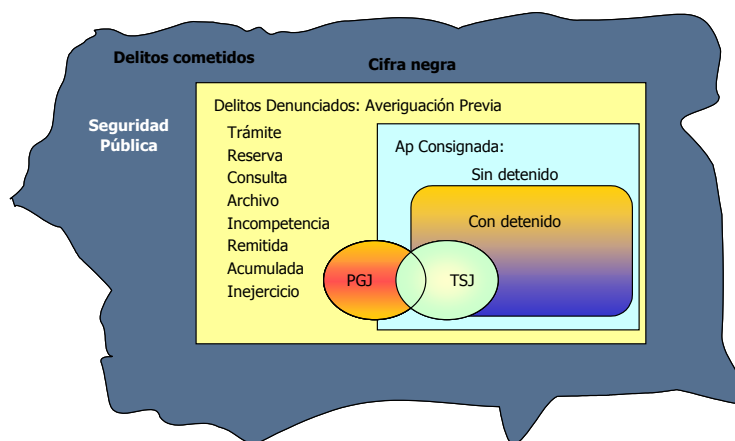 Delitos cometidos
Cifra negra
Seguridad
Pública
Delitos Denunciados: Averiguación Previa
Trámite
Reserva
Consulta
Archivo
Incompetencia
Remitida
Acumulada
Inejercicio
Ap Consignada:
Sin detenido
Con detenido
PGJ
TSJ